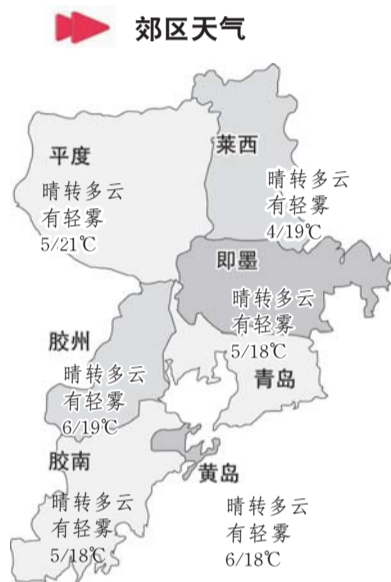 郊区天气
平度
晴转多云
有轻雾
5/21℃
莱西
晴转多云
有轻雾
4/19℃
即墨
晴转多云
有轻雾
5/18℃
胶州
晴转多云
有轻雾
6/19℃
青岛
胶南
晴转多云
有轻雾
5/18℃
黄岛
晴转多云
有轻雾
6/18℃